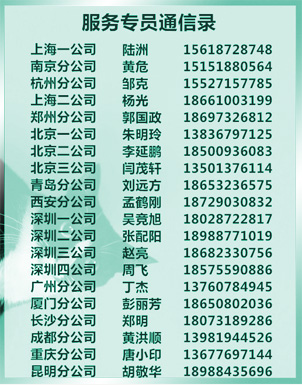 服务专员通信录
上海一公司 陆洲 15618728748
南京分公司 黄危 15151880564
杭州分公司 邹克 15527157785
上海二公司 杨光 18661003199
郑州分公司 郭国政 18697326812
北京一公司 朱明玲 13836797125
北京二公司 李延鹏 18500936083
北京三公司 闫茂轩 13501376114
青岛分公司 刘远方 18653236575
西安分公司 孟鹤刚 18729030832
深圳一公司 吴竞旭 18028722817
深圳二公司 张配阳 18988771019
深圳三公司 赵亮 18682330756
深圳四公司 周飞 18575590886
广州分公司 丁杰 13760784945
厦门分公司 彭丽芳 18650802036
长沙分公司 郑明 18073189286
成都分公司 黄洪顺 13981944526
重庆分公司 唐小印 13677697144
昆明分公司 胡敬华 18988435696